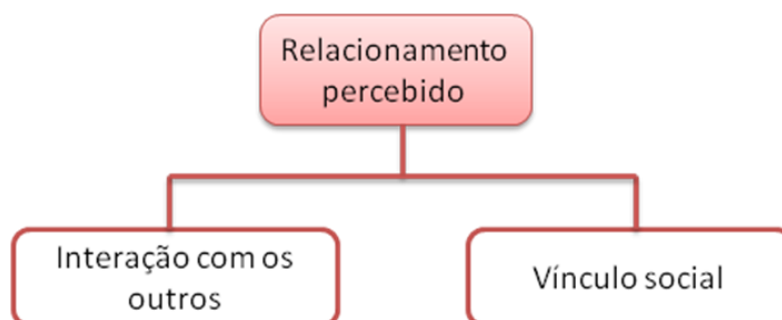 Relacionamento
percebido
Interação com os
outros
Vínculo social